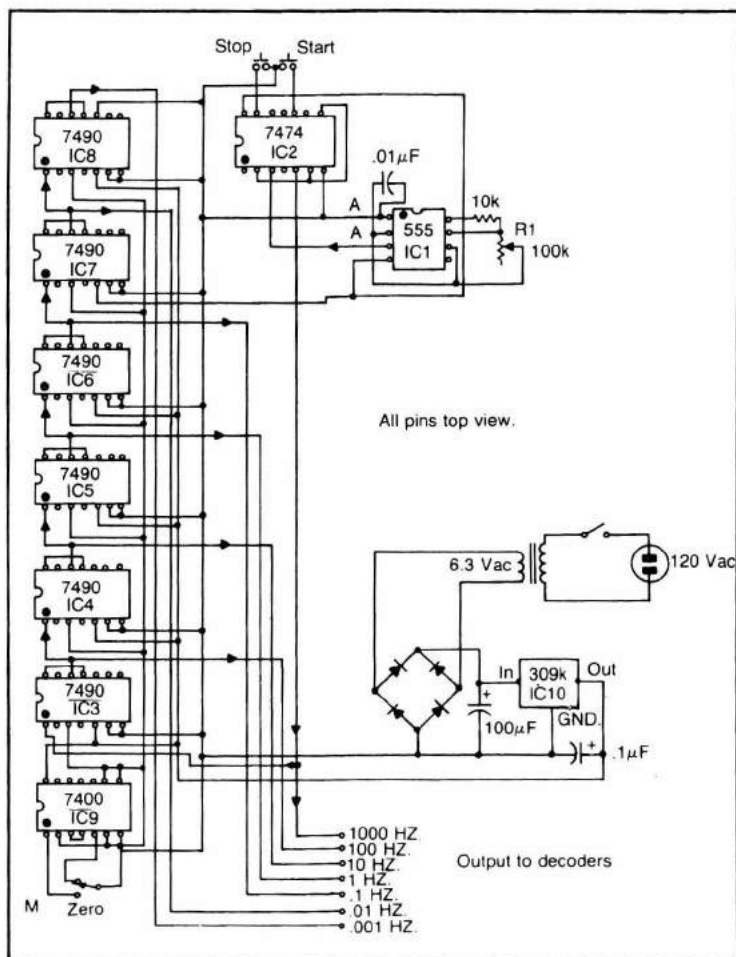 Stop Start
7490
IC8
7474
IC2
.01µF
A
A
555
IC1
10k
R1
100k
7490
IC7
7490
IC6
All pins top view.
7490
IC5
7490
IC4
6.3 Vac
120 Vac
7490
IC3
In
309k
IC10
Out
GND.
+
100µF
+
.1µF
7400
IC9
M Zero
1000 HZ.
100 HZ.
10 HZ.
1 HZ.
.1 HZ.
.01 HZ.
.001 HZ.
Output to decoders